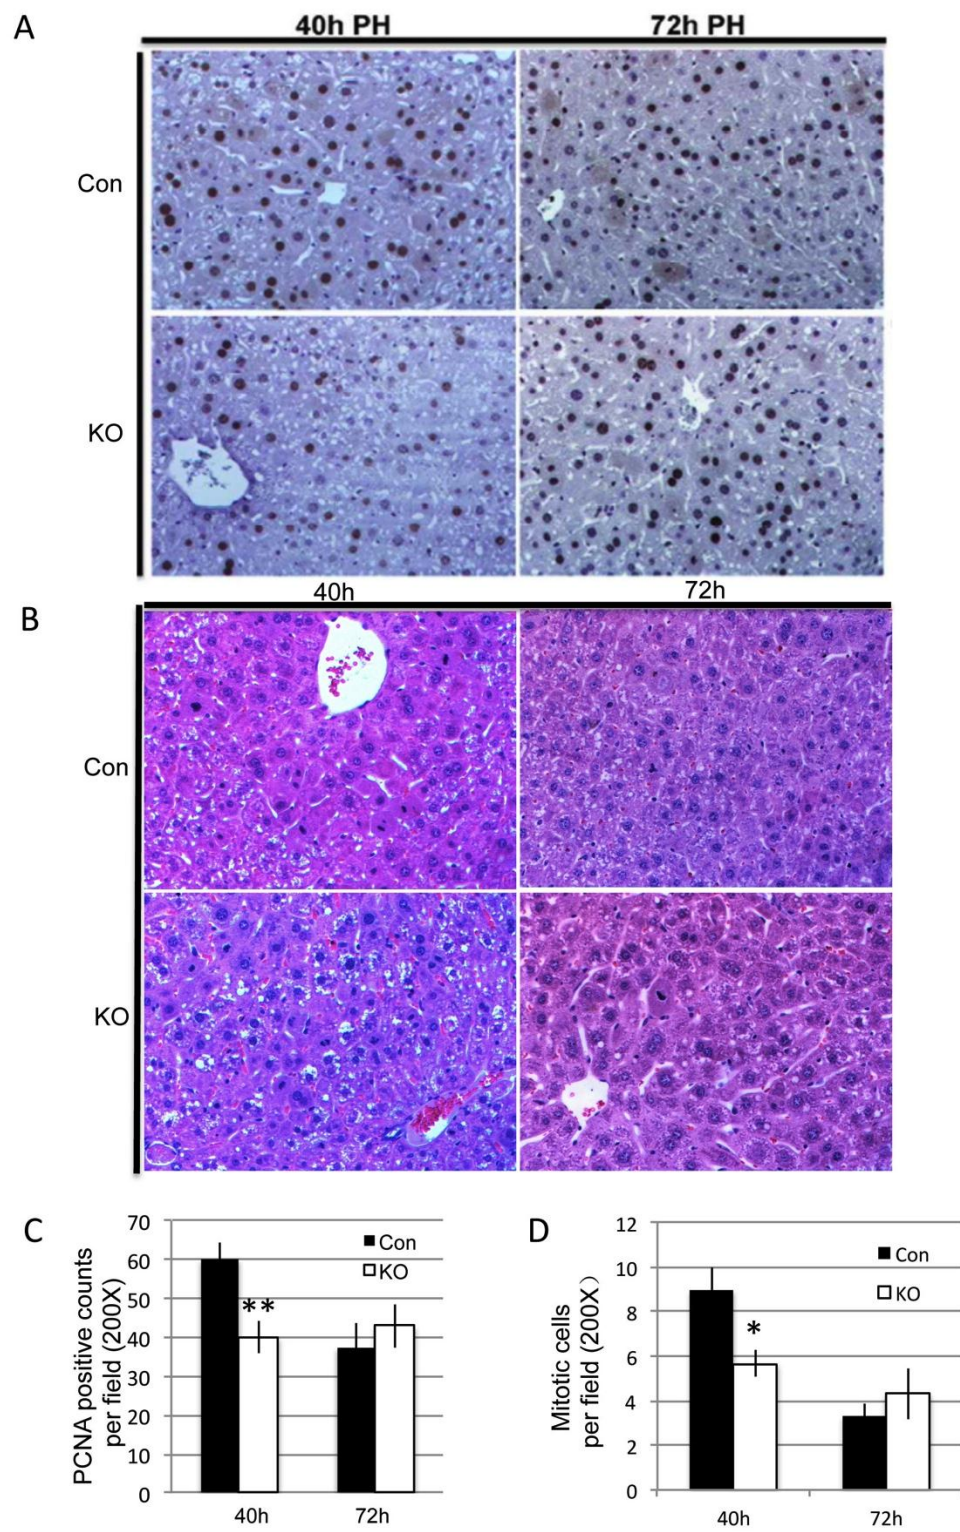 A
40h PH
72h PH
Con
KO
40h
72h
B
Con
KO
C
70
60
50
40
30
20
10
0
PCNA positive counts
per field (200X)
Con
KO
**
40h
72h
D
12
10
8
6
4
2
0
Mitotic cells
per field (200X）
Con
KO
*
40h
72h